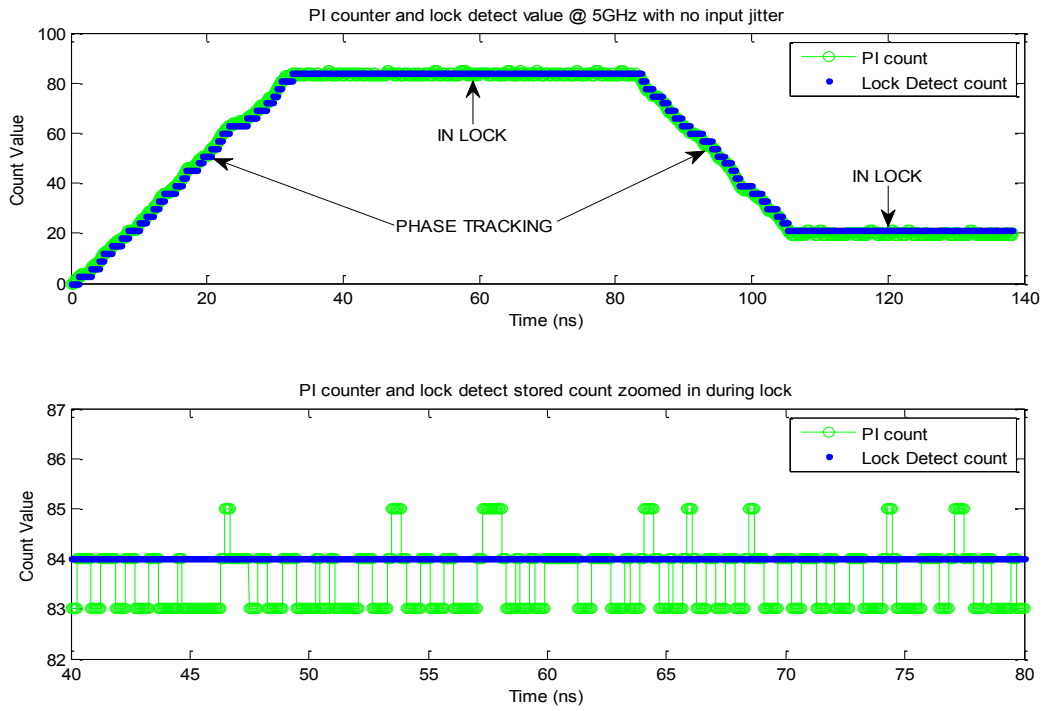 PI counter and lock detect value @ 5GHz with no input jitter
100
80
60
40
20
0
Count Value
PI count
Lock Detect count
IN LOCK
PHASE TRACKING
IN LOCK
0 20 40 60 80 100 120 140
Time (ns)
PI counter and lock detect stored count zoomed in during lock
87
86
85
84
83
82
Count Value
PI count
Lock Detect count
40 45 50 55 60 65 70 75 80
Time (ns)